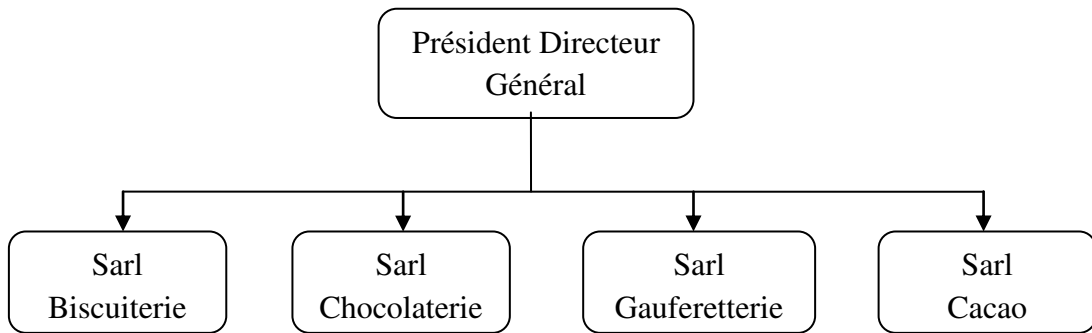 Président Directeur
Général
Sarl
Biscuiterie
Sarl
Chocolaterie
Sarl
Gauferetterie
Sarl
Cacao